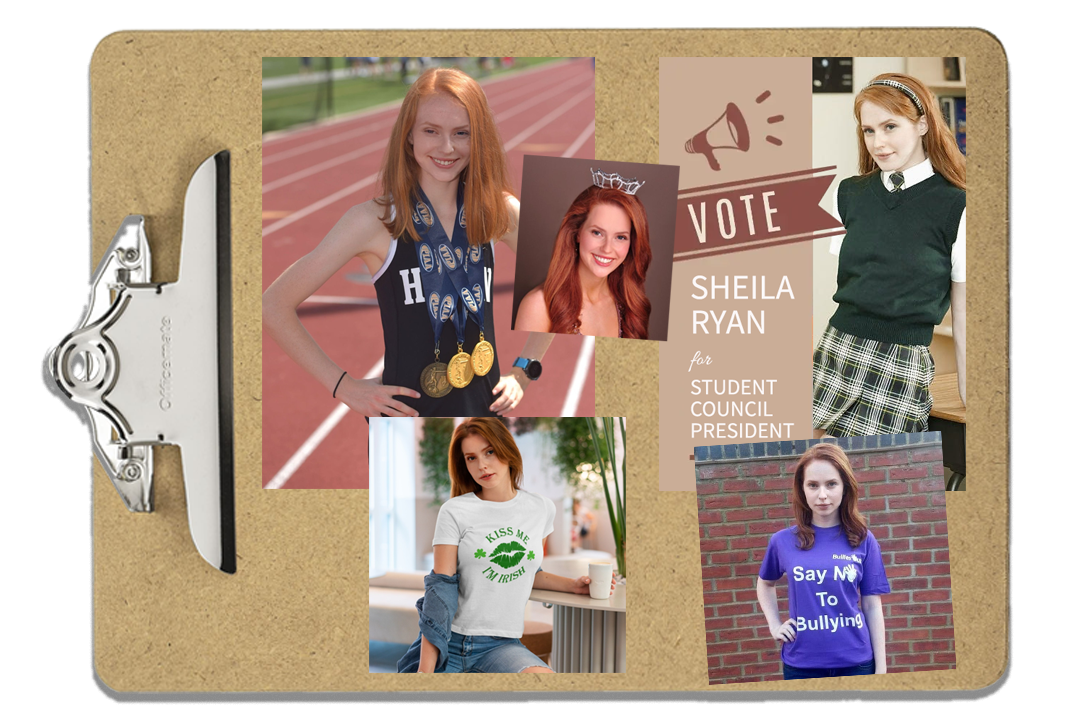 Officemate
H
VOTE
SHEILA
RYAN
for
STUDENT
COUNCIL
PRESIDENT
KISS ME
I'M IRISH
Say NO
To
Bullying